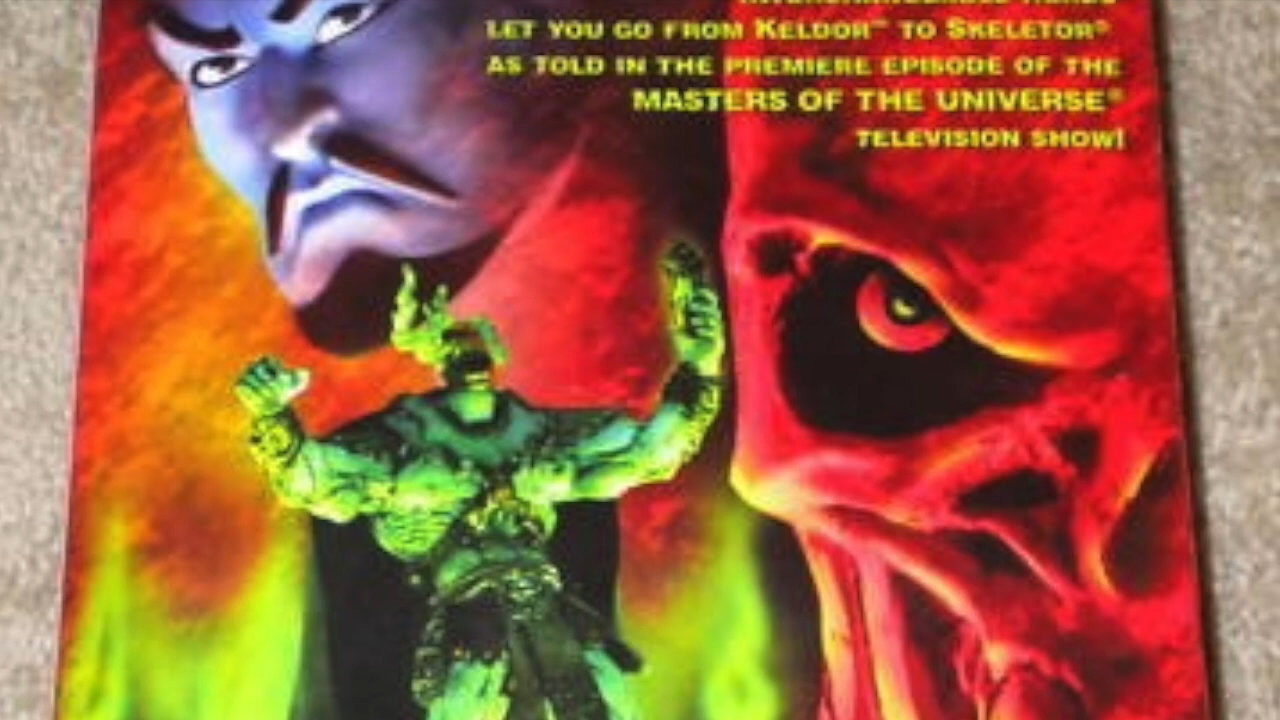 LET YOU GO FROM KELDOR™ TO SKELETOR®
AS TOLD IN THE PREMIERE EPISODE OF THE
MASTERS OF THE UNIVERSE®
TELEVISION SHOW!